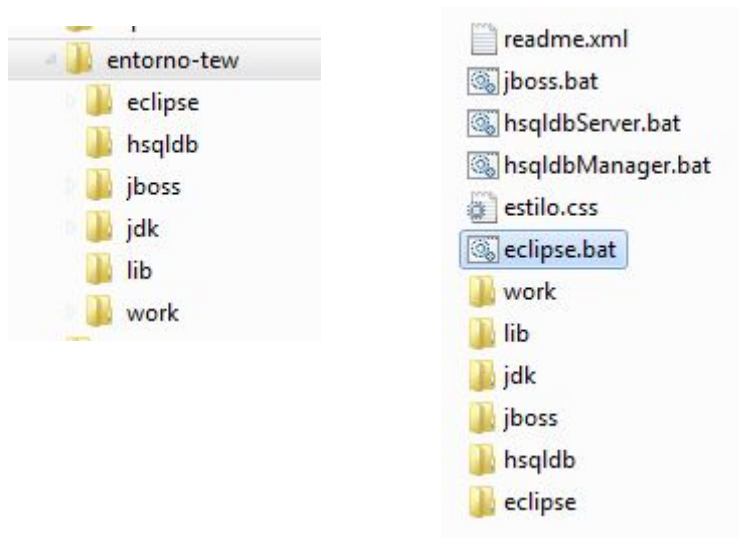 entorno-tew
eclipse
hsqldb
jboss
jdk
lib
work
readme.xml
jboss.bat
hsqldbServer.bat
hsqldbManager.bat
estilo.css
eclipse.bat
work
lib
jdk
jboss
hsqldb
eclipse